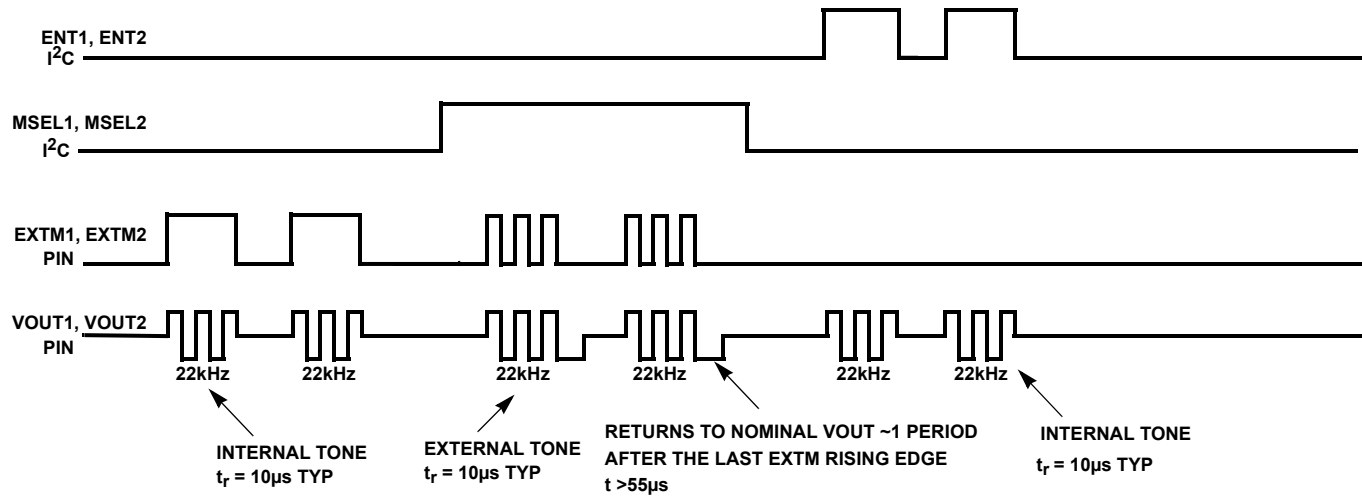 ENT1, ENT2
I2C
MSEL1, MSEL2
I2C
EXTM1, EXTM2
PIN
VOUT1, VOUT2
PIN
22kHz
22kHz
22kHz
22kHz
22kHz
22kHz
INTERNAL TONE
tr = 10µs TYP
EXTERNAL TONE
tr = 10µs TYP
RETURNS TO NOMINAL VOUT ~1 PERIOD
AFTER THE LAST EXTM RISING EDGE
t >55µs
INTERNAL TONE
tr = 10µs TYP